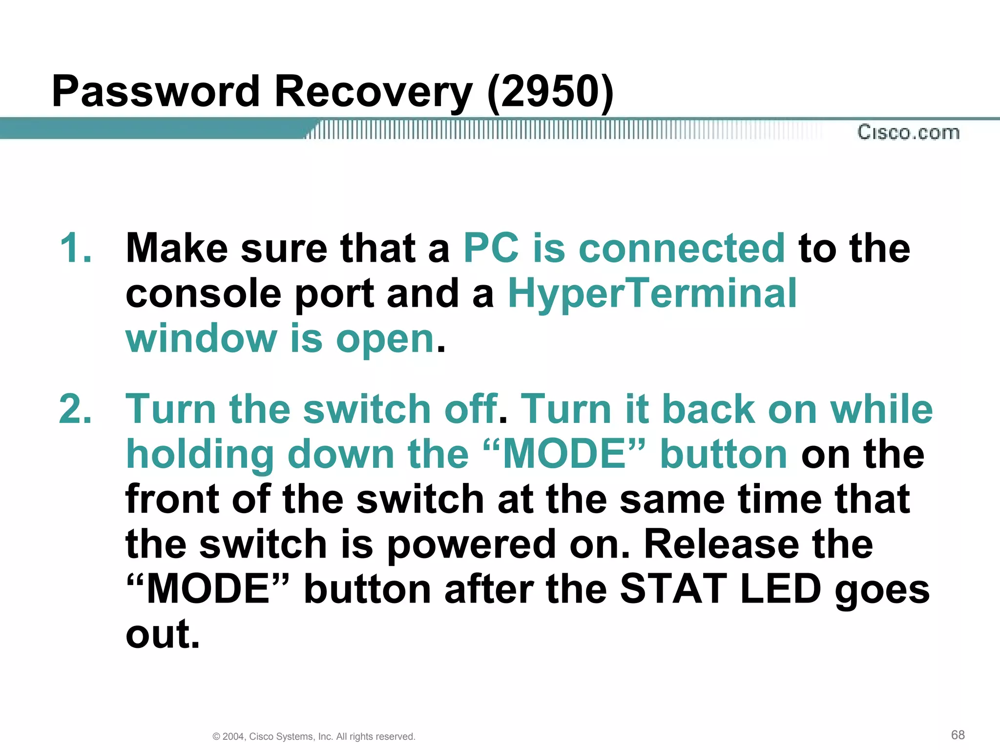 Password Recovery (2950)
Cisco.com
1. Make sure that a PC is connected to the
console port and a HyperTerminal
window is open.
2. Turn the switch off. Turn it back on while
holding down the “MODE” button on the
front of the switch at the same time that
the switch is powered on. Release the
“MODE” button after the STAT LED goes
out.
© 2004, Cisco Systems, Inc. All rights reserved.
68